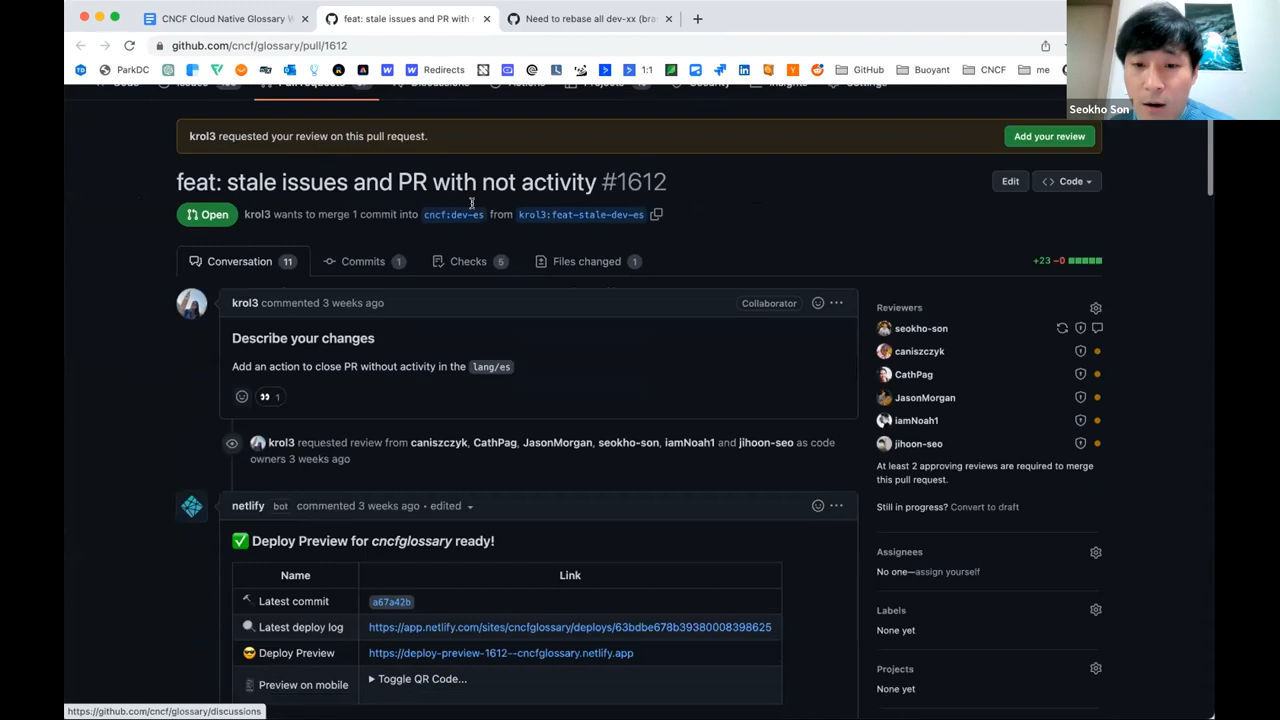 CNCF Cloud Native Glossary W
feat: stale issues and PR with
Need to rebase all dev-xx (bra
github.com/cncf/glossary/pull/1612
ParkDC
Redirects
1:1
GitHub
Buoyant
CNCF
me
Seokho Son
krol3 requested your review on this pull request.
Add your review
feat: stale issues and PR with not activity #1612
Edit
<> Code
Open
krol3 wants to merge 1 commit into cncf:dev-es from krol3:feat-stale-dev-es
Conversation 11
Commits 1
Checks 5
Files changed 1
+23 −0
krol3 commented 3 weeks ago
Collaborator
Describe your changes
Add an action to close PR without activity in the lang/es
1
krol3 requested review from caniszczyk, CathPag, JasonMorgan, seokho-son, iamNoah1 and jihoon-seo as code
owners 3 weeks ago
netlify bot commented 3 weeks ago • edited
Deploy Preview for cncfglossary ready!
Name Link
Latest commit a67a42b
Latest deploy log https://app.netlify.com/sites/cncfglossary/deploys/63bdbe678b39380008398625
Deploy Preview https://deploy-preview-1612--cncfglossary.netlify.app
Preview on mobile Toggle QR Code...
Reviewers
seokho-son
caniszczyk
CathPag
JasonMorgan
iamNoah1
jihoon-seo
At least 2 approving reviews are required to merge
this pull request.
Still in progress? Convert to draft
Assignees
No one—assign yourself
Labels
None yet
Projects
None yet
https://github.com/cncf/glossary/discussions